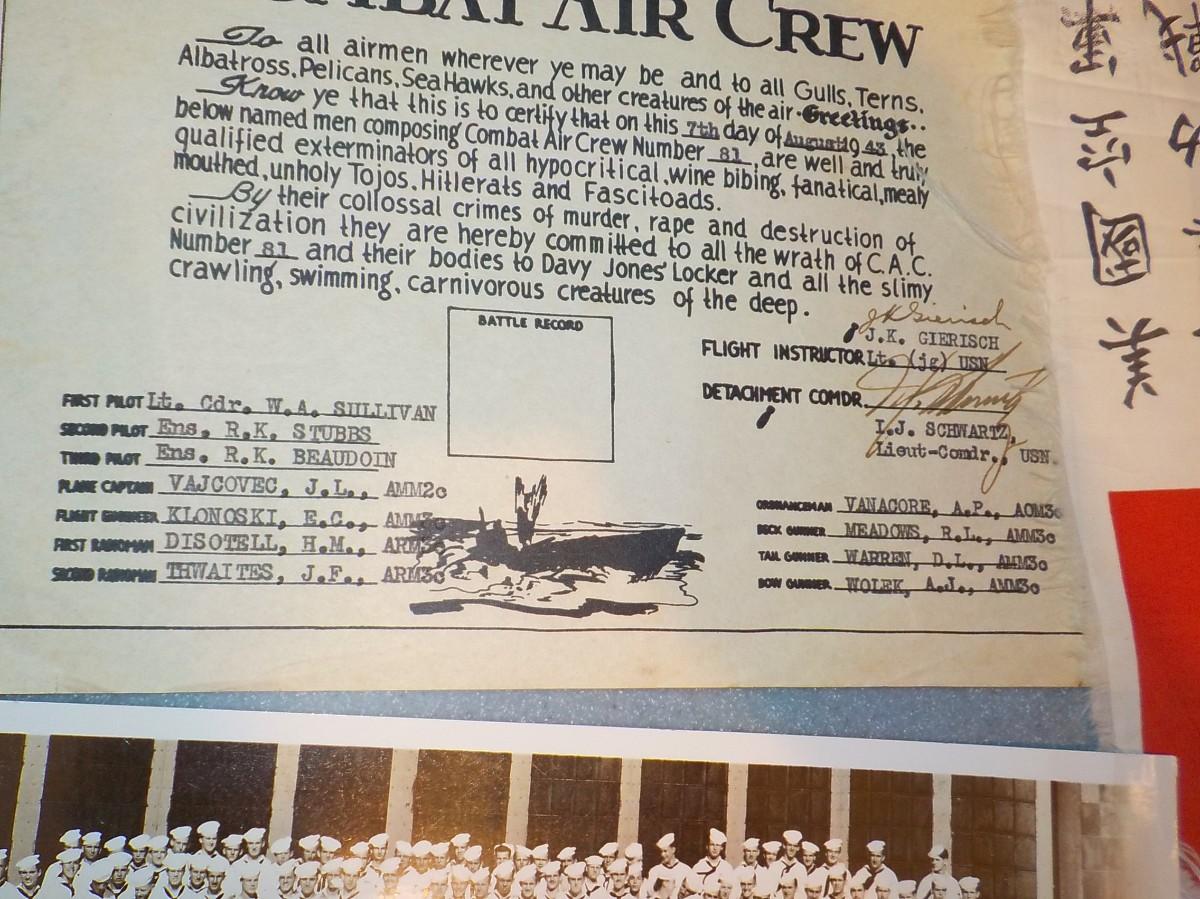 COMBAT AIR CREW
To all airmen wherever ye may be and to all Gulls, Terns,
Albatross, Pelicans, Sea Hawks, and other creatures of the air · Greetings..
Know ye that this is to certify that on this 7th day of August 1943 the
below named men composing Combat Air Crew Number 81, are well and truly
qualified exterminators of all hypocritical, wine bibing, fanatical, mealy
mouthed, unholy Tojos, Hitlerats and Fascitoads.
By their collossal crimes of murder, rape and destruction of
civilization they are hereby committed to all the wrath of C.A.C.
Number 81 and their bodies to Davy Jones' Locker and all the slimy
crawling, swimming, carnivorous creatures of the deep.
BATTLE RECORD
JK Gierisch
J.K. GIERISCH
FLIGHT INSTRUCTOR Lt. (jg) USN
DETACHMENT COMDR.
I.J. SCHWARTZ,
Lieut-Comdr., USN.
FIRST PILOT Lt. Cdr. W.A. SULLIVAN
SECOND PILOT Ens. R.K. STUBBS
THIRD PILOT Ens. R.K. BEAUDOIN
PLANE CAPTAIN VAJCOVEC, J.L., AMM2c
FLIGHT ENGINEER KLONOSKI, E.C., AMM3c
FIRST RADIOMAN DISOTELL, H.M., ARM3c
SECOND RADIOMAN THWAITES, J.F., ARM3c
ORDNANCEMAN VANACORE, A.P., AOM3c
DECK GUNNER MEADOWS, R.L., AMM3c
TAIL GUNNER WARREN, D.L., AMM3c
BOW GUNNER WOLEK, A.J., AMM3c